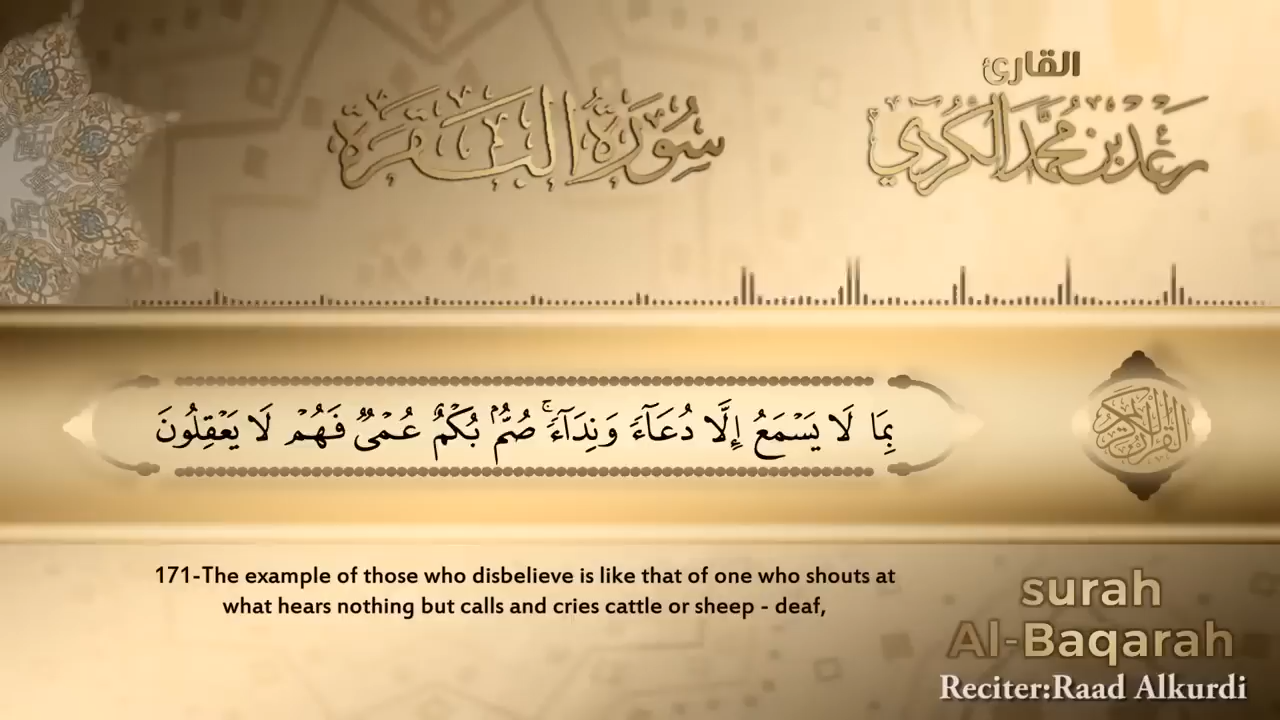 القارئ
سُورَةُ البَقَرَةِ
رعد بن محمد الكردي
بِمَا لَا يَسْمَعُ إِلَّا دُعَآءً وَنِدَآءً ۚ صُمٌّۢ بُكْمٌ عُمْىٌ فَهُمْ لَا يَعْقِلُونَ
القرآن الكريم
171-The example of those who disbelieve is like that of one who shouts at
what hears nothing but calls and cries cattle or sheep - deaf,
surah
Al-Baqarah
Reciter:Raad Alkurdi